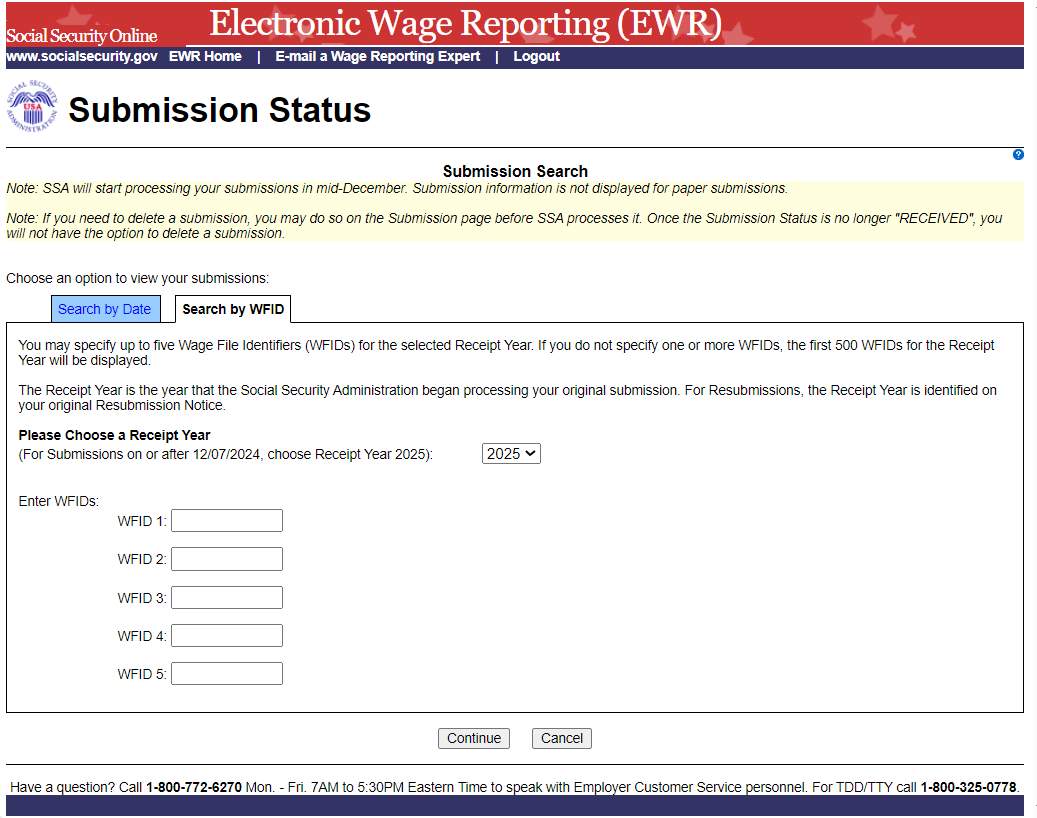 Social Security Online
Electronic Wage Reporting (EWR)
www.socialsecurity.gov EWR Home | E-mail a Wage Reporting Expert | Logout
SOCIAL SECURITY ADMINISTRATION
USA
Submission Status
?
Submission Search
Note: SSA will start processing your submissions in mid-December. Submission information is not displayed for paper submissions.
Note: If you need to delete a submission, you may do so on the Submission page before SSA processes it. Once the Submission Status is no longer "RECEIVED", you
will not have the option to delete a submission.
Choose an option to view your submissions:
Search by Date Search by WFID
You may specify up to five Wage File Identifiers (WFIDs) for the selected Receipt Year. If you do not specify one or more WFIDs, the first 500 WFIDs for the Receipt
Year will be displayed.
The Receipt Year is the year that the Social Security Administration began processing your original submission. For Resubmissions, the Receipt Year is identified on
your original Resubmission Notice.
Please Choose a Receipt Year
(For Submissions on or after 12/07/2024, choose Receipt Year 2025): 2025
Enter WFIDs:
WFID 1:
WFID 2:
WFID 3:
WFID 4:
WFID 5:
Continue Cancel
Have a question? Call 1-800-772-6270 Mon. - Fri. 7AM to 5:30PM Eastern Time to speak with Employer Customer Service personnel. For TDD/TTY call 1-800-325-0778.